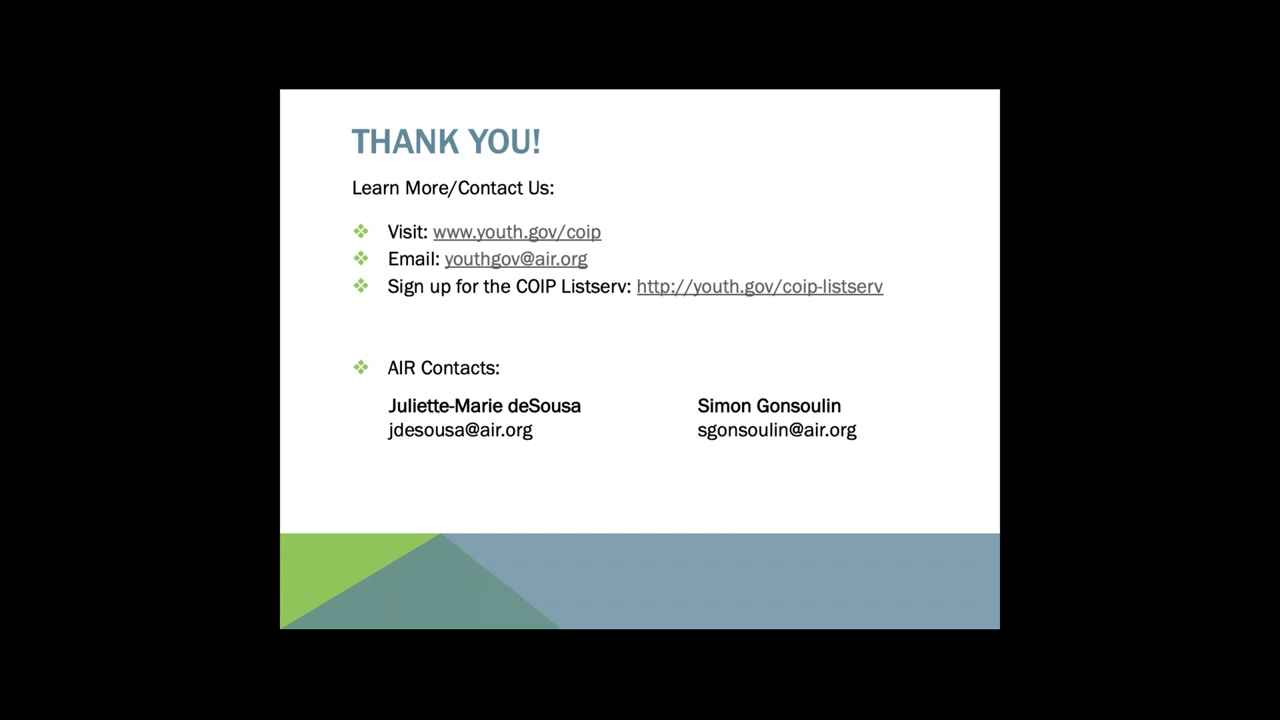 THANK YOU!
Learn More/Contact Us:
Visit: www.youth.gov/coip
Email: youthgov@air.org
Sign up for the COIP Listserv: http://youth.gov/coip-listserv
AIR Contacts:
Juliette-Marie deSousa
jdesousa@air.org
Simon Gonsoulin
sgonsoulin@air.org